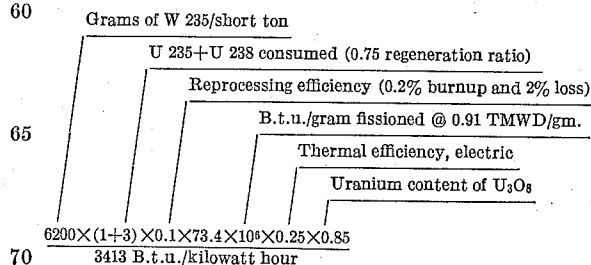 60
Grams of W 235/short ton
U 235+U 238 consumed (0.75 regeneration ratio)
Reprocessing efficiency (0.2% burnup and 2% loss)
B.t.u./gram fissioned @ 0.91 TMWD/gm.
65
Thermal efficiency, electric
Uranium content of U₃O₈
6200×(1+3)×0.1×73.4×10⁶×0.25×0.85
3413 B.t.u./kilowatt hour
70